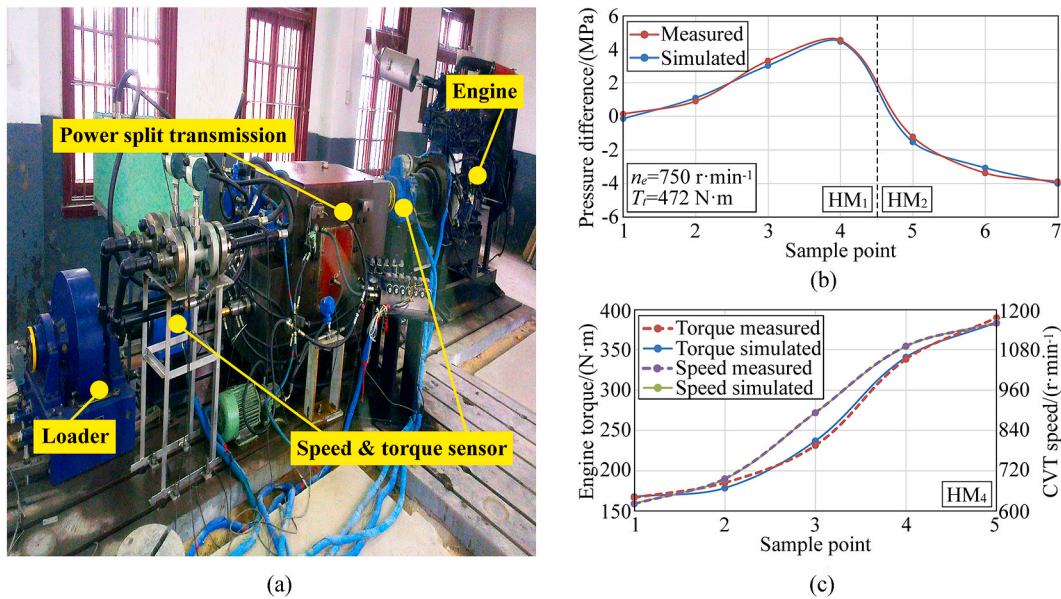 Engine
Power split transmission
Loader
Speed & torque sensor
(a)
Pressure difference/(MPa)
6
4
2
0
-2
-4
-6
Measured
Simulated
nₑ=750 r·min⁻¹
Tₗ=472 N·m
HM₁
HM₂
1 2 3 4 5 6 7
Sample point
(b)
Engine torque/(N·m)
400
350
300
250
200
150
Torque measured
Torque simulated
Speed measured
Speed simulated
HM₄
1200
1080
960
840
720
600
CVT speed/(r·min⁻¹)
1 2 3 4 5
Sample point
(c)